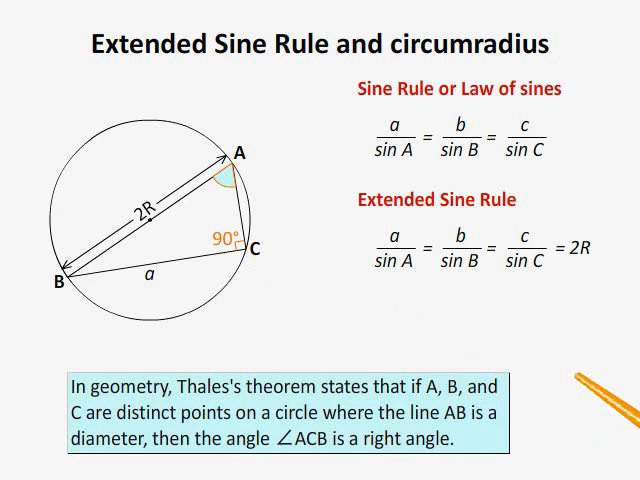 Extended Sine Rule and circumradius
Sine Rule or Law of sines
a/sin A = b/sin B = c/sin C
Extended Sine Rule
a/sin A = b/sin B = c/sin C = 2R
A
2R
90°
C
B
a
In geometry, Thales's theorem states that if A, B, and
C are distinct points on a circle where the line AB is a
diameter, then the angle ∠ACB is a right angle.